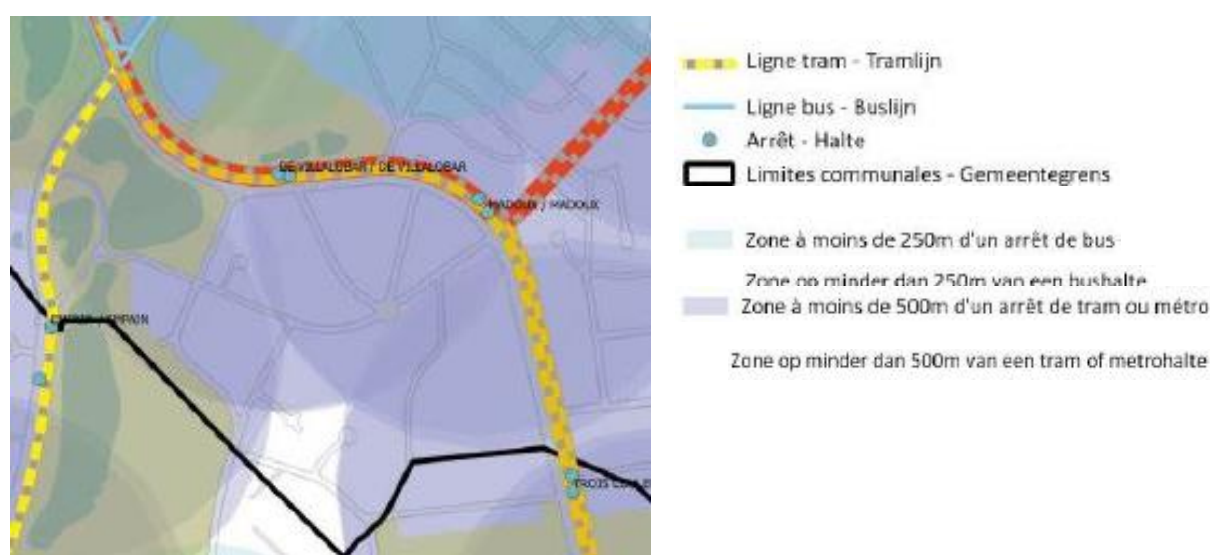 DE VILLALOBAR / DE VILLALOBAR
MADOUX / MADOUX
TROIS
Ligne tram - Tramlijn
Ligne bus - Buslijn
Arrêt - Halte
Limites communales - Gemeentegrens
Zone à moins de 250m d'un arrêt de bus
Zone op minder dan 250m van een bushalte
Zone à moins de 500m d'un arrêt de tram ou métro
Zone op minder dan 500m van een tram of metrohalte